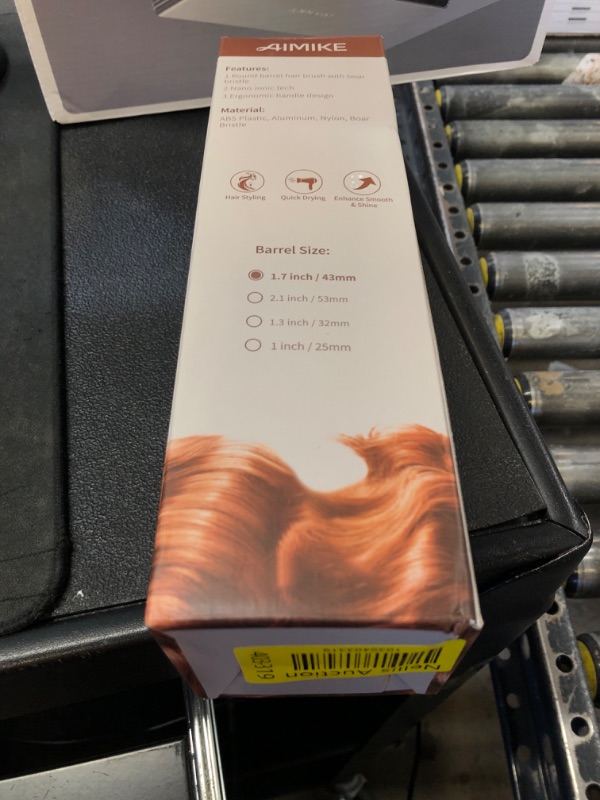 AIMIKE
Features:
1 Round barrel hair brush with boar
bristle
2 Nano ionic tech
3 Ergonomic handle design
Material:
ABS Plastic, Aluminum, Nylon, Boar
Bristle
Hair Styling
Quick Drying
Enhance Smooth
& Shine
Barrel Size:
1.7 inch / 43mm
2.1 inch / 53mm
1.3 inch / 32mm
1 inch / 25mm
Nellis
Auction